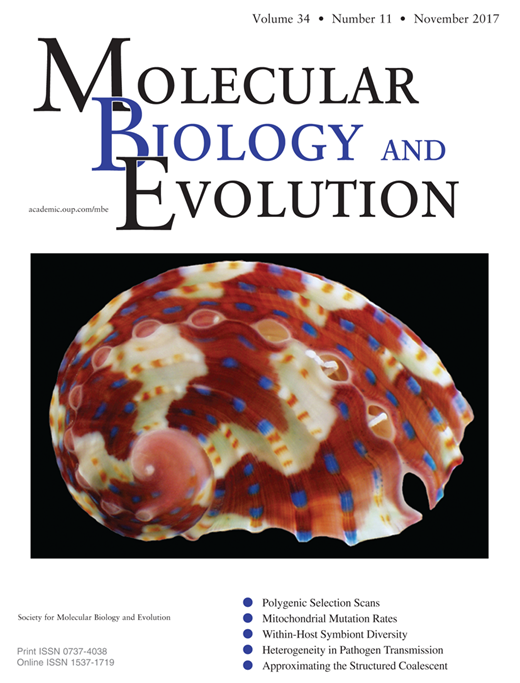 Volume 34 • Number 11 • November 2017
MOLECULAR
BIOLOGY AND
EVOLUTION
academic.oup.com/mbe
Society for Molecular Biology and Evolution
Print ISSN 0737-4038
Online ISSN 1537-1719
● Polygenic Selection Scans
● Mitochondrial Mutation Rates
● Within-Host Symbiont Diversity
● Heterogeneity in Pathogen Transmission
● Approximating the Structured Coalescent